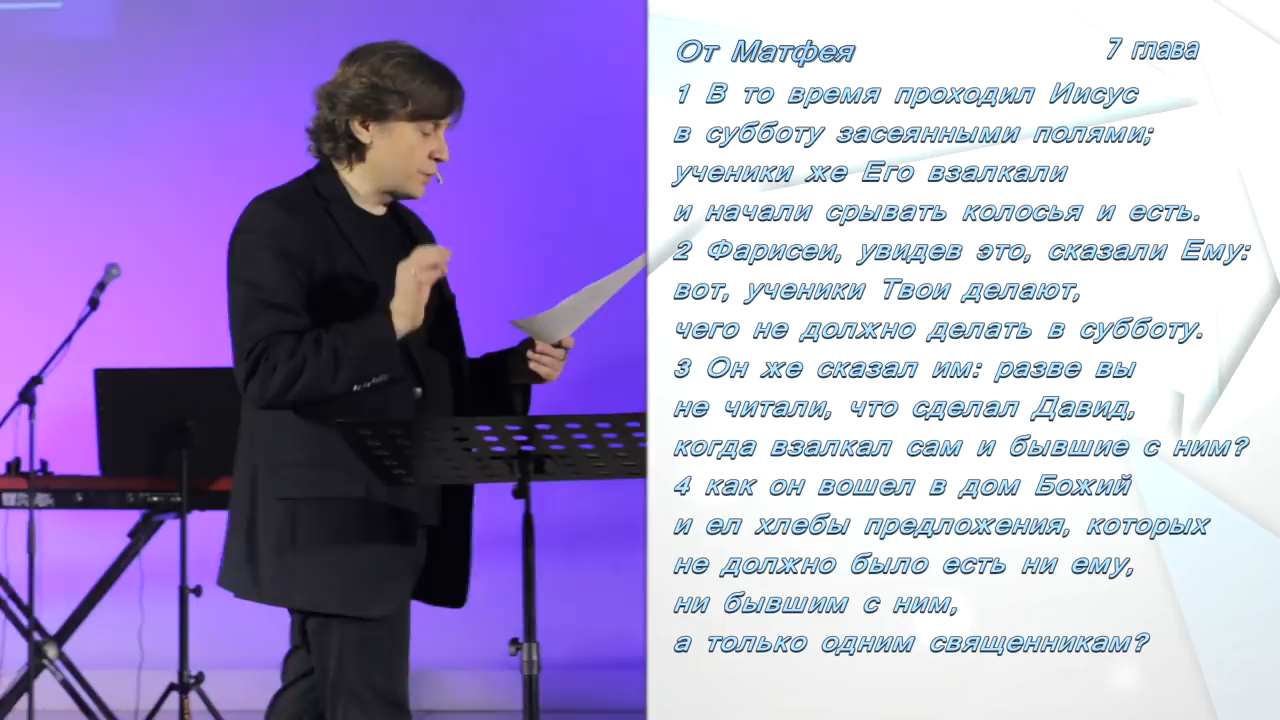 От Матфея 7 глава
1 В то время проходил Иисус
в субботу засеянными полями;
ученики же Его взалкали
и начали срывать колосья и есть.
2 Фарисеи, увидев это, сказали Ему:
вот, ученики Твои делают,
чего не должно делать в субботу.
3 Он же сказал им: разве вы
не читали, что сделал Давид,
когда взалкал сам и бывшие с ним?
4 как он вошел в дом Божий
и ел хлебы предложения, которых
не должно было есть ни ему,
ни бывшим с ним,
а только одним священникам?